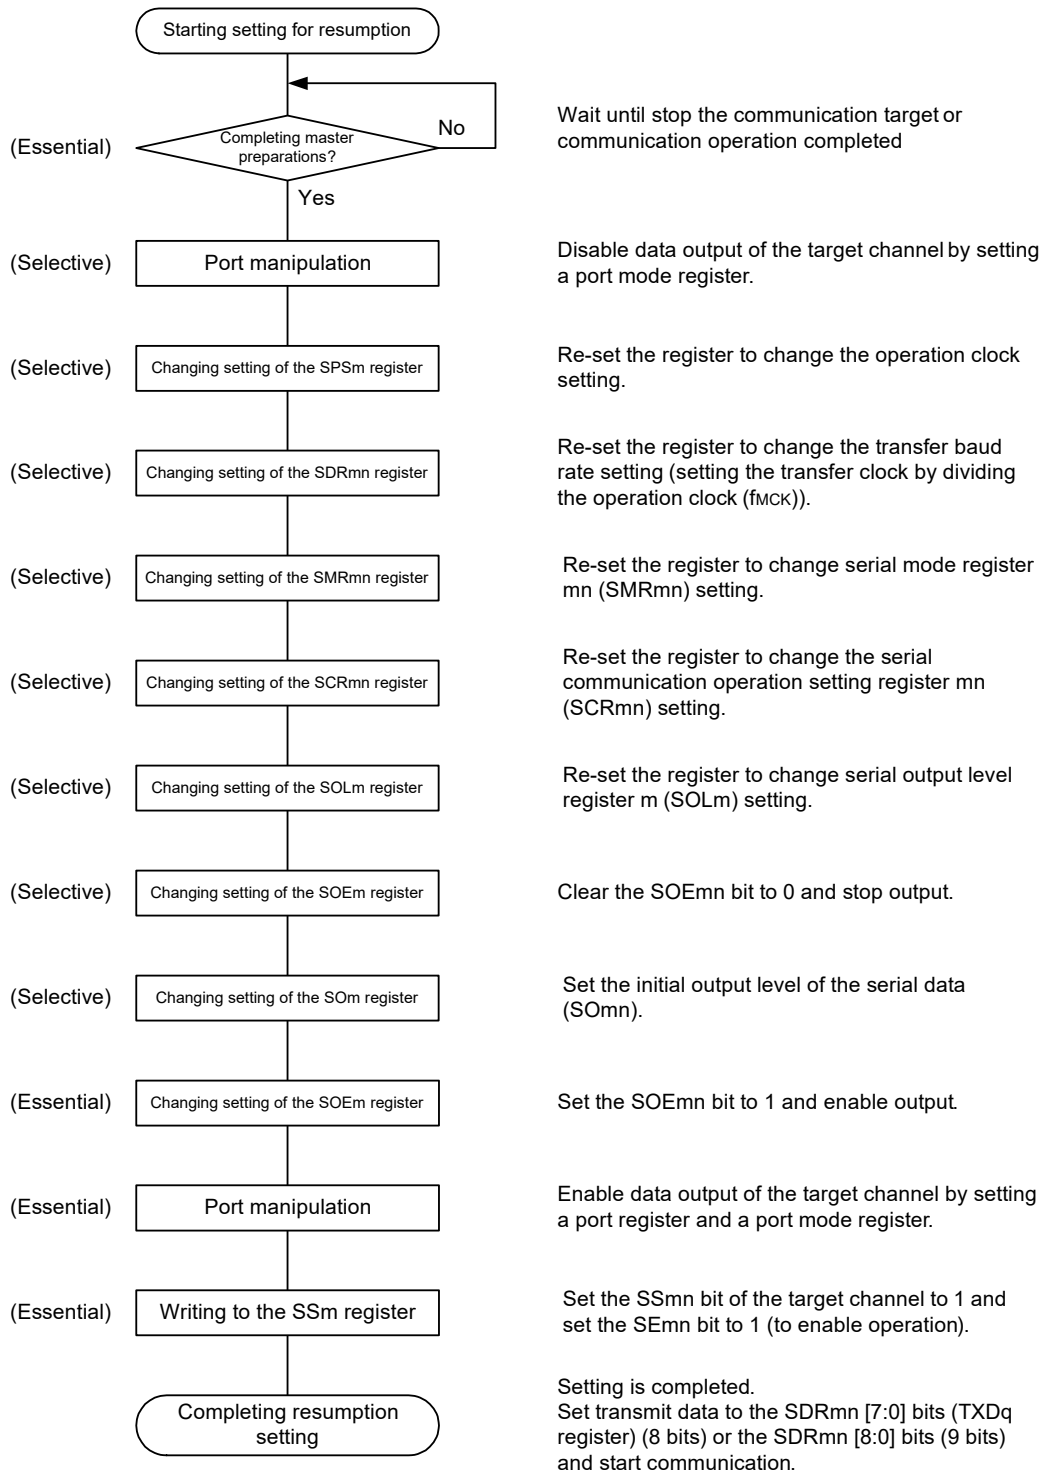 Starting setting for resumption
(Essential)
Completing master
preparations?
No
Yes
Wait until stop the communication target or
communication operation completed
(Selective)
Port manipulation
Disable data output of the target channel by setting
a port mode register.
(Selective)
Changing setting of the SPSm register
Re-set the register to change the operation clock
setting.
(Selective)
Changing setting of the SDRmn register
Re-set the register to change the transfer baud
rate setting (setting the transfer clock by dividing
the operation clock (fMCK)).
(Selective)
Changing setting of the SMRmn register
Re-set the register to change serial mode register
mn (SMRmn) setting.
(Selective)
Changing setting of the SCRmn register
Re-set the register to change the serial
communication operation setting register mn
(SCRmn) setting.
(Selective)
Changing setting of the SOLm register
Re-set the register to change serial output level
register m (SOLm) setting.
(Selective)
Changing setting of the SOEm register
Clear the SOEmn bit to 0 and stop output.
(Selective)
Changing setting of the SOm register
Set the initial output level of the serial data
(SOmn).
(Essential)
Changing setting of the SOEm register
Set the SOEmn bit to 1 and enable output.
(Essential)
Port manipulation
Enable data output of the target channel by setting
a port register and a port mode register.
(Essential)
Writing to the SSm register
Set the SSmn bit of the target channel to 1 and
set the SEmn bit to 1 (to enable operation).
Completing resumption
setting
Setting is completed.
Set transmit data to the SDRmn [7:0] bits (TXDq
register) (8 bits) or the SDRmn [8:0] bits (9 bits)
and start communication.